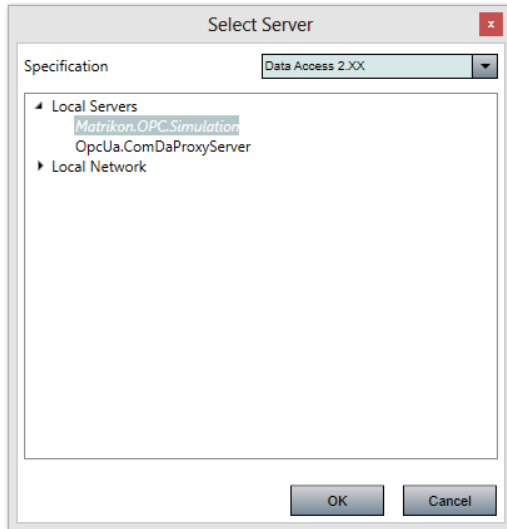 Select Server
x
Specification Data Access 2.XX
Local Servers
Matrikon.OPC.Simulation
OpcUa.ComDaProxyServer
Local Network
OK Cancel